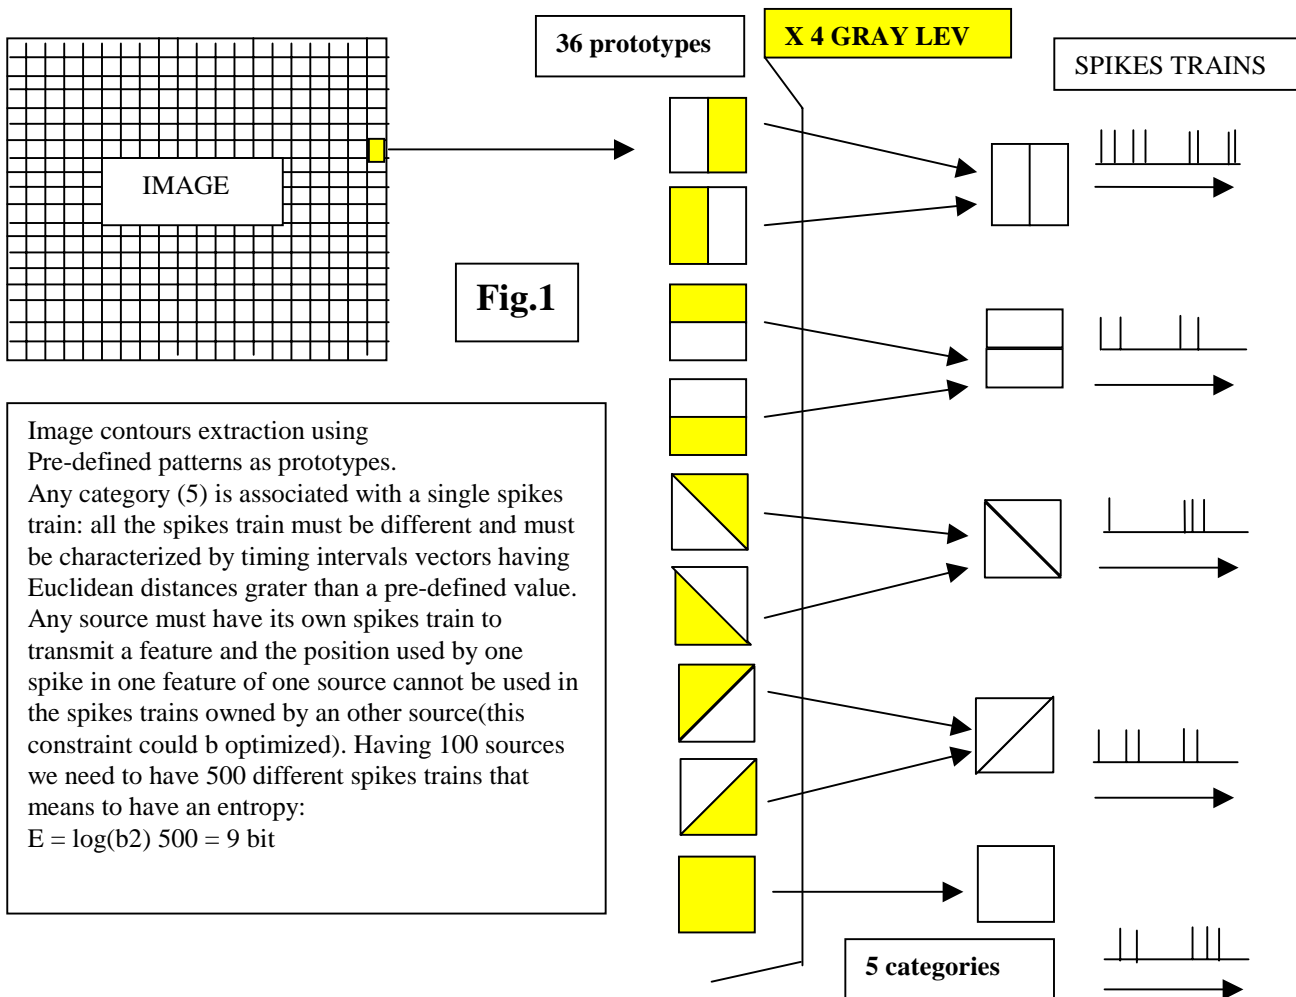 36 prototypes
X 4 GRAY LEV
SPIKES TRAINS
IMAGE
Fig.1
Image contours extraction using
Pre-defined patterns as prototypes.
Any category (5) is associated with a single spikes
train: all the spikes train must be different and must
be characterized by timing intervals vectors having
Euclidean distances grater than a pre-defined value.
Any source must have its own spikes train to
transmit a feature and the position used by one
spike in one feature of one source cannot be used in
the spikes trains owned by an other source(this
constraint could b optimized). Having 100 sources
we need to have 500 different spikes trains that
means to have an entropy:
E = log(b2) 500 = 9 bit
5 categories